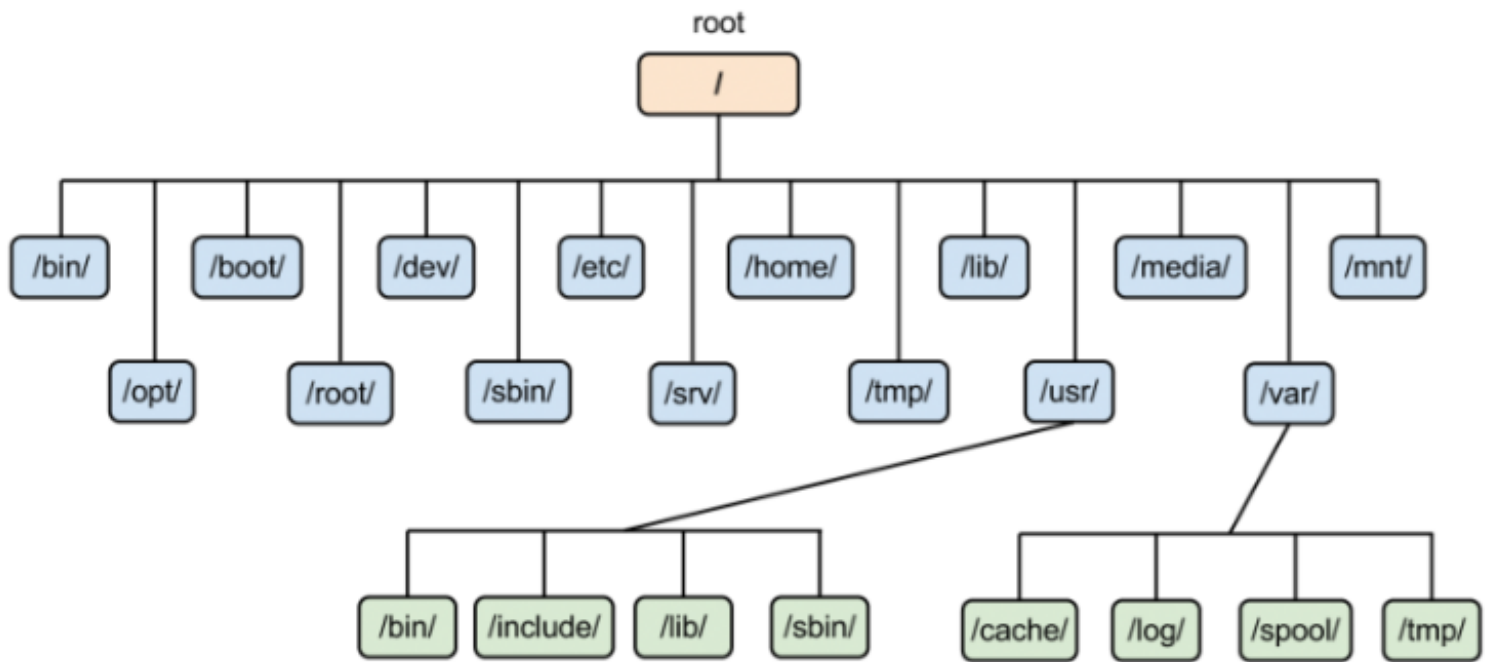 root
/
/bin/
/boot/
/dev/
/etc/
/home/
/lib/
/media/
/mnt/
/opt/
/root/
/sbin/
/srv/
/tmp/
/usr/
/var/
/bin/
/include/
/lib/
/sbin/
/cache/
/log/
/spool/
/tmp/